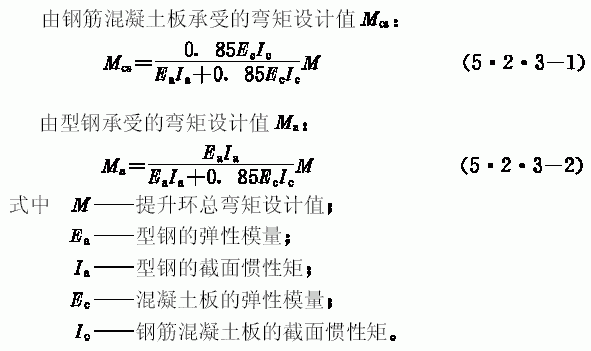 由钢筋混凝土板承受的弯矩设计值Mcs：
Mcs=0.85EcIc/(EaIa+0.85EcIc)M (5·2·3—1)
由型钢承受的弯矩设计值Ma：
Ma=EaIa/(EaIa+0.85EcIc)M (5·2·3—2)
式中 M——提升环总弯矩设计值；
Ea——型钢的弹性模量；
Ia——型钢的截面惯性矩；
Ec——混凝土板的弹性模量；
Ic——钢筋混凝土板的截面惯性矩。